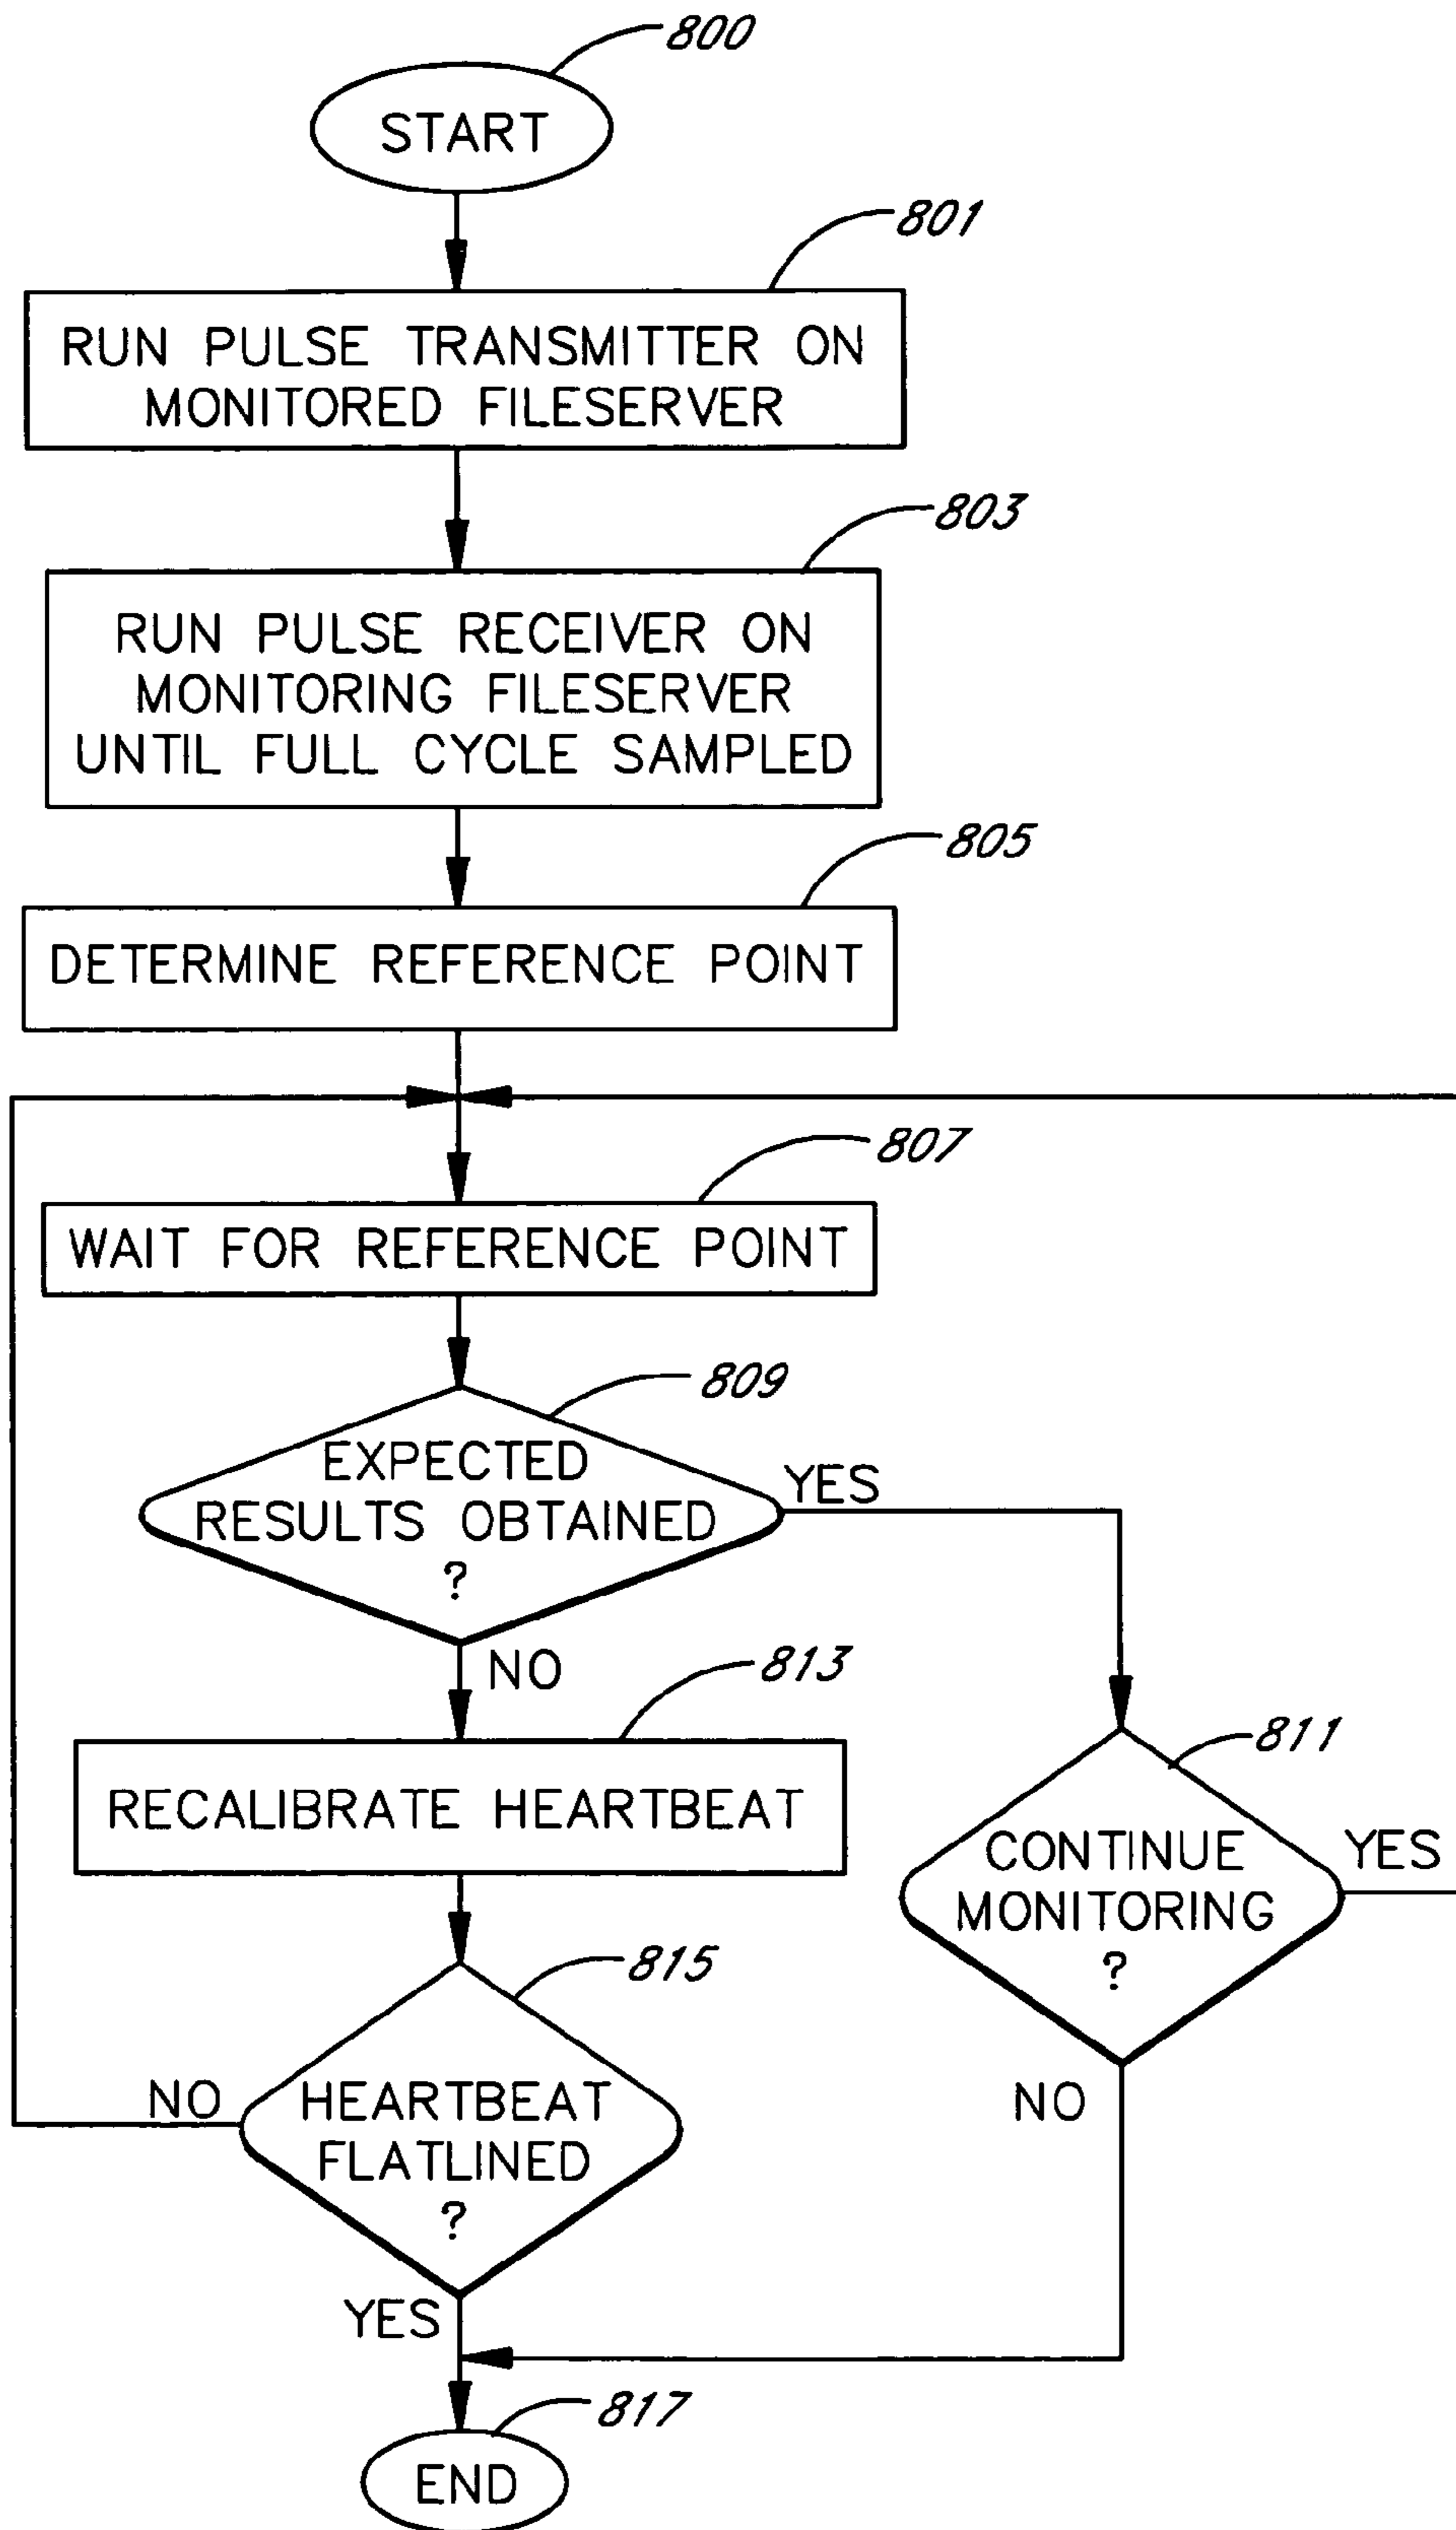 800
START
801
RUN PULSE TRANSMITTER ON
MONITORED FILESERVER
803
RUN PULSE RECEIVER ON
MONITORING FILESERVER
UNTIL FULL CYCLE SAMPLED
805
DETERMINE REFERENCE POINT
807
WAIT FOR REFERENCE POINT
809
EXPECTED
RESULTS OBTAINED
?
YES
NO
813
RECALIBRATE HEARTBEAT
811
CONTINUE
MONITORING
?
YES
NO
815
HEARTBEAT
FLATLINED
?
NO
YES
817
END